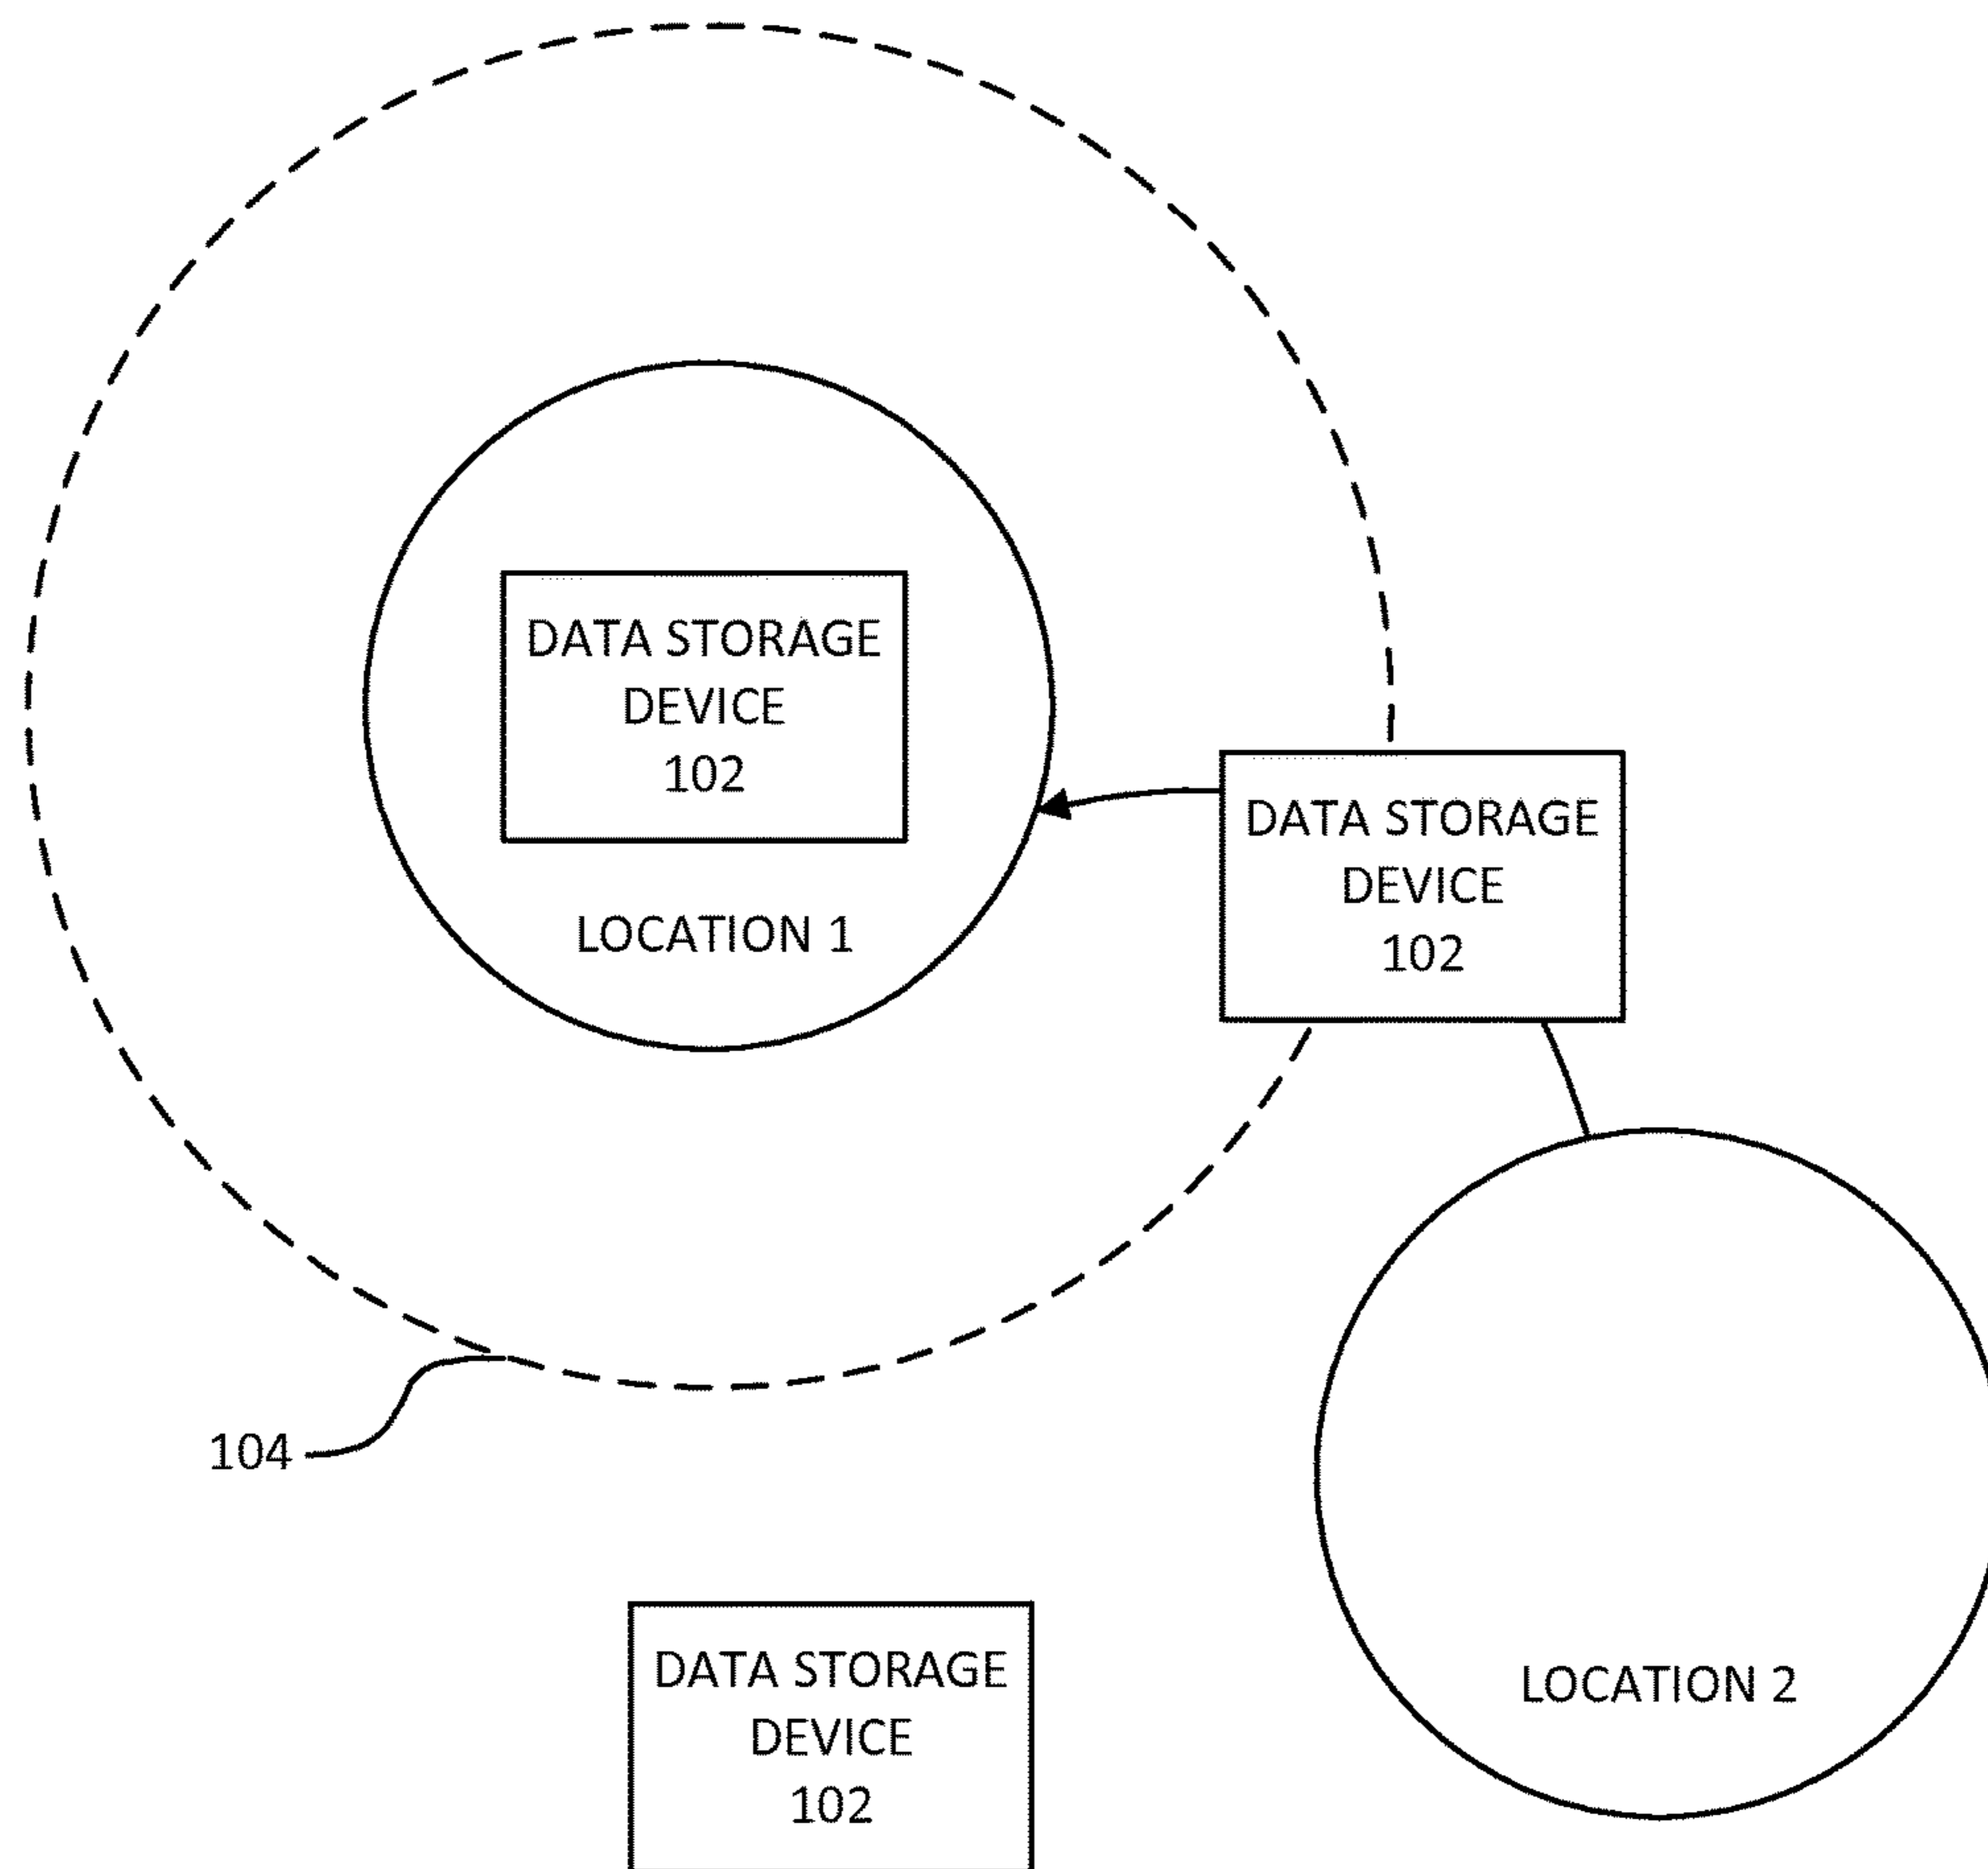 DATA STORAGE
DEVICE
102
LOCATION 1
DATA STORAGE
DEVICE
102
104
DATA STORAGE
DEVICE
102
LOCATION 2